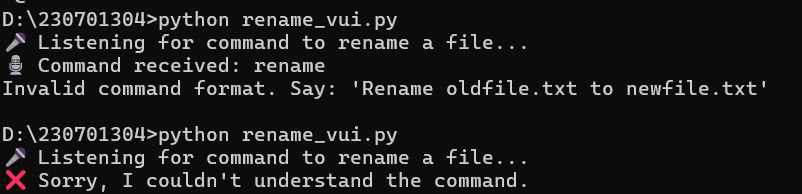 D:\230701304>python rename_vui.py
🎤 Listening for command to rename a file...
🎙 Command received: rename
Invalid command format. Say: 'Rename oldfile.txt to newfile.txt'
D:\230701304>python rename_vui.py
🎤 Listening for command to rename a file...
❌ Sorry, I couldn't understand the command.